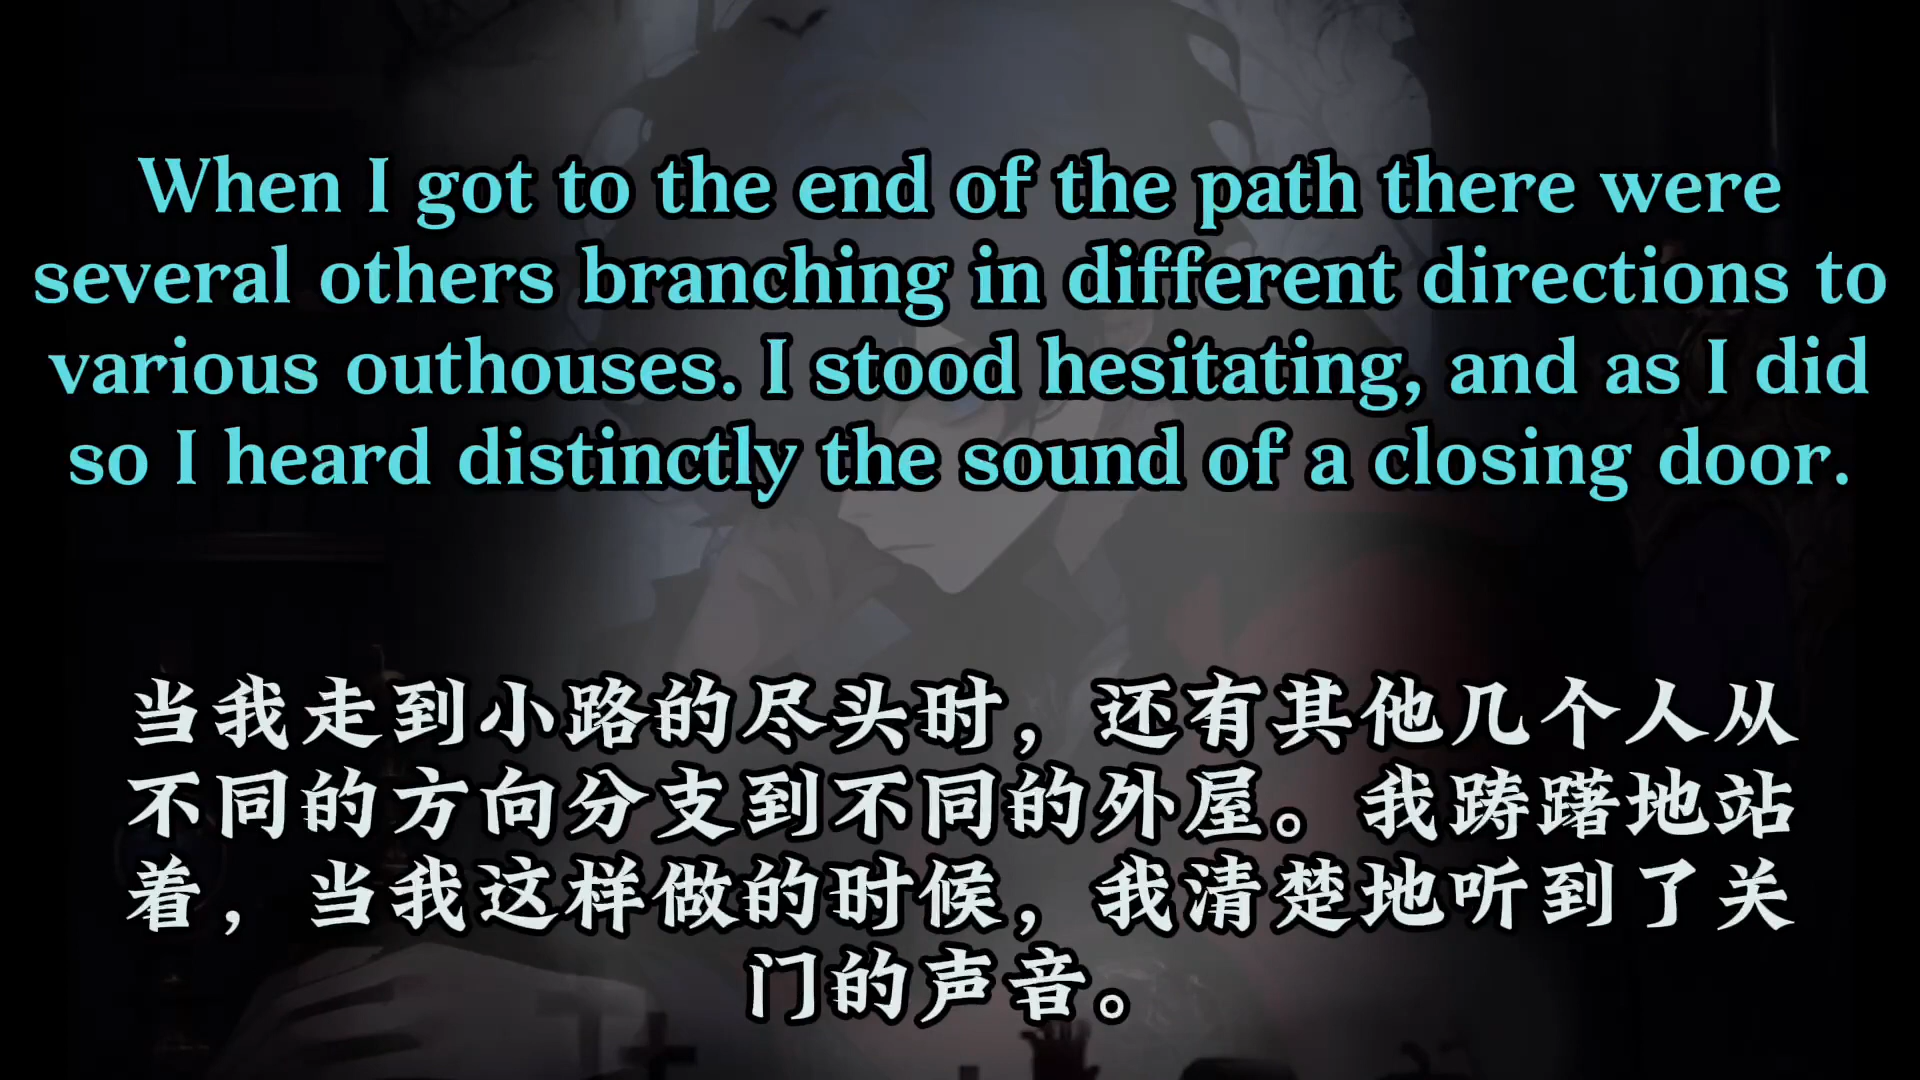 When I got to the end of the path there were
several others branching in different directions to
various outhouses. I stood hesitating, and as I did
so I heard distinctly the sound of a closing door.
当我走到小路的尽头时，还有其他几个人从
不同的方向分支到不同的外屋。我踌躇地站
着，当我这样做的时候，我清楚地听到了关
门的声音。